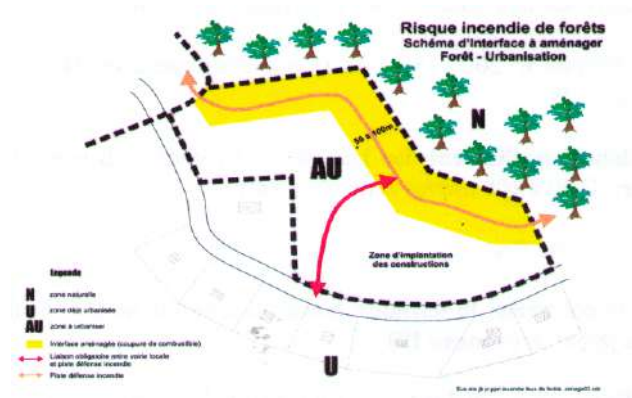 Risque incendie de forêts
Schéma d'Interface à aménager
Forêt - Urbanisation
N
50 à 100m
AU
Zone d'implantation
des constructions
Légende
N zone naturelle
U zone déjà urbanisée
AU zone à urbaniser
Interface aménagée (coupure de combustible)
Liaison obligatoire entre voirie locale
et piste défense incendie
Piste défense incendie
U